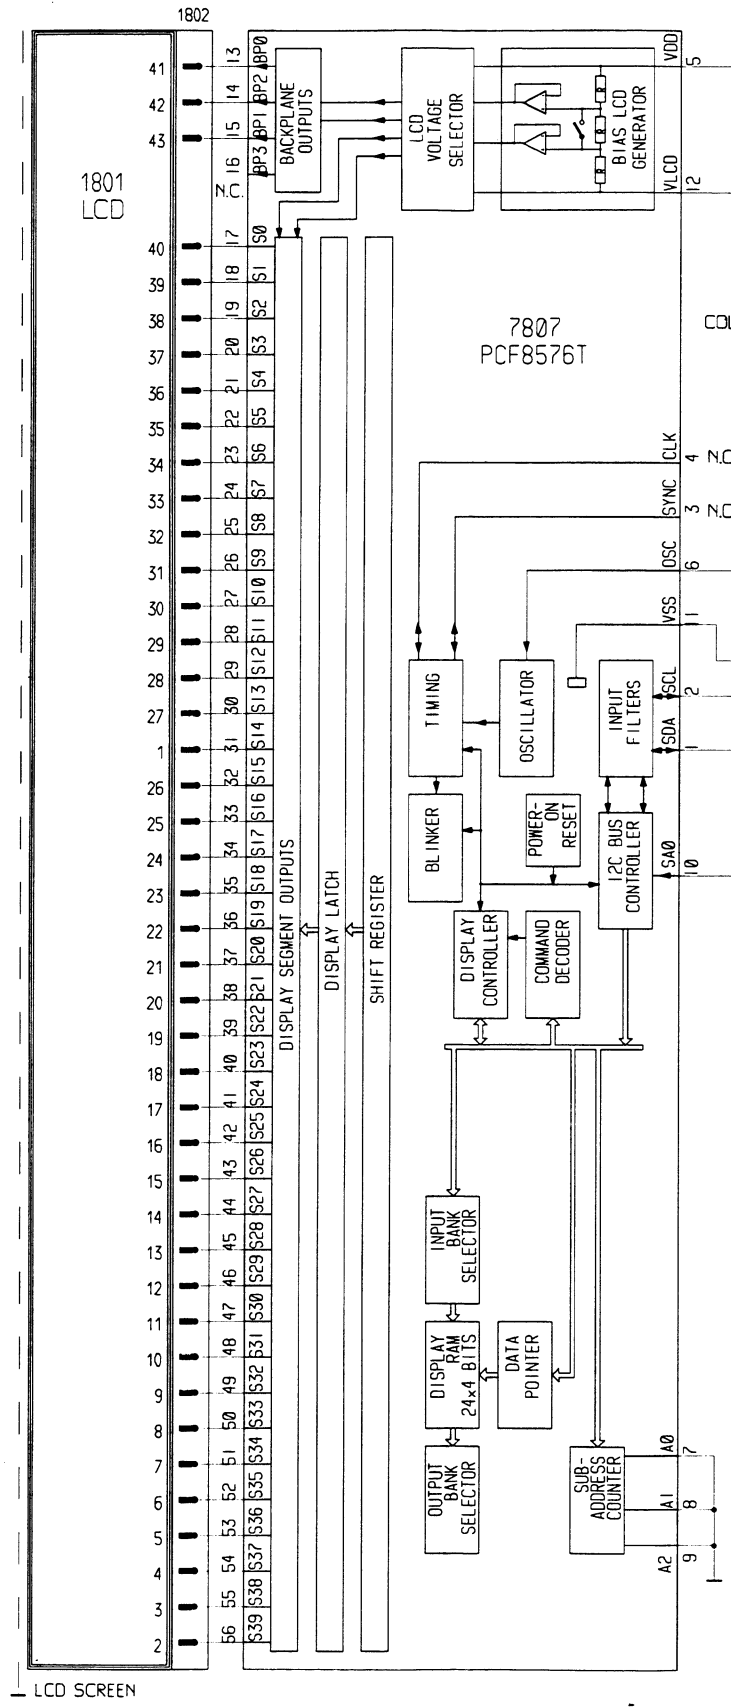 1802
1801
LCD
41
42
43
40
39
38
37
36
35
34
33
32
31
30
29
28
27
1
26
25
24
23
22
21
20
19
18
17
16
15
14
13
12
11
10
9
8
7
6
5
4
3
2
13 BP0
14 BP2
15 BP1
16 BP3
N.C.
17 S0
18 S1
19 S2
20 S3
21 S4
22 S5
23 S6
24 S7
25 S8
26 S9
27 S10
28 S11
29 S12
30 S13
31 S14
32 S15
33 S16
34 S17
35 S18
36 S19
37 S20
38 S21
39 S22
40 S23
41 S24
42 S25
43 S26
44 S27
45 S28
46 S29
47 S30
48 S31
49 S32
50 S33
51 S34
52 S35
53 S36
54 S37
55 S38
56 S39
BACKPLANE
OUTPUTS
LCD
VOLTAGE
SELECTOR
R
R
R
BIAS LCD
GENERATOR
VDD
5
VLCD
12
7807
PCF8576T
COL
CLK
4 N.C
SYNC
3 N.C
OSC
6
VSS
11
SCL
2
SDA
1
SA0
10
TIMING
OSCILLATOR
INPUT
FILTERS
BLINKER
POWER-
ON
RESET
I2C BUS
CONTROLLER
DISPLAY
CONTROLLER
COMMAND
DECODER
DISPLAY SEGMENT OUTPUTS
DISPLAY LATCH
SHIFT REGISTER
INPUT
BANK
SELECTOR
DISPLAY
RAM
24x4 BITS
DATA
POINTER
OUTPUT
BANK
SELECTOR
SUB-
ADDRESS
COUNTER
A0
7
A1
8
A2
9
LCD SCREEN